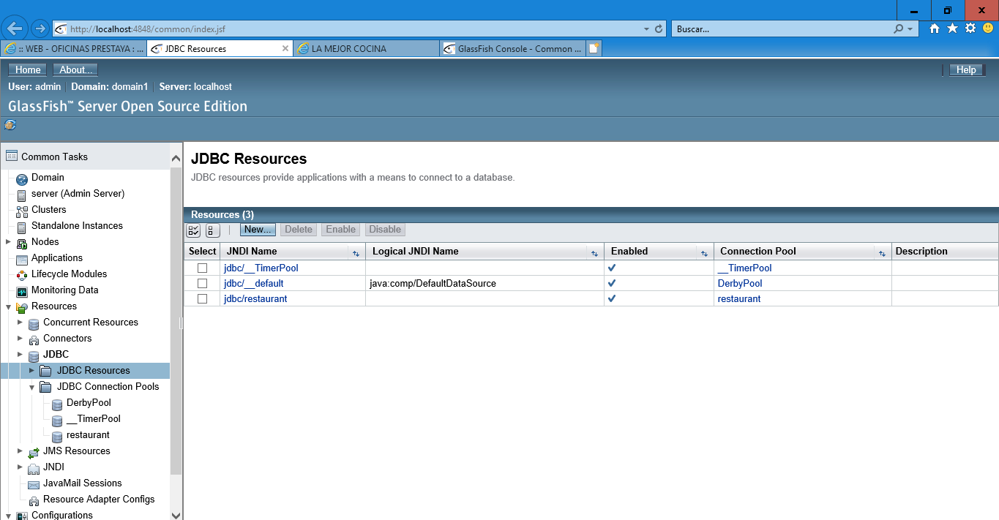 http://localhost:4848/common/index.jsf
Buscar...
:: WEB - OFICINAS PRESTAYA : ...
JDBC Resources
LA MEJOR COCINA
GlassFish Console - Common ...
Home
About...
Help
User: admin
Domain: domain1
Server: localhost
GlassFish™ Server Open Source Edition
Common Tasks
Domain
server (Admin Server)
Clusters
Standalone Instances
Nodes
Applications
Lifecycle Modules
Monitoring Data
Resources
Concurrent Resources
Connectors
JDBC
JDBC Resources
JDBC Connection Pools
DerbyPool
__TimerPool
restaurant
JMS Resources
JNDI
JavaMail Sessions
Resource Adapter Configs
Configurations
JDBC Resources
JDBC resources provide applications with a means to connect to a database.
Resources (3)
New... Delete Enable Disable
Select JNDI Name Logical JNDI Name Enabled Connection Pool Description
jdbc/__TimerPool __TimerPool
jdbc/__default java:comp/DefaultDataSource DerbyPool
jdbc/restaurant restaurant